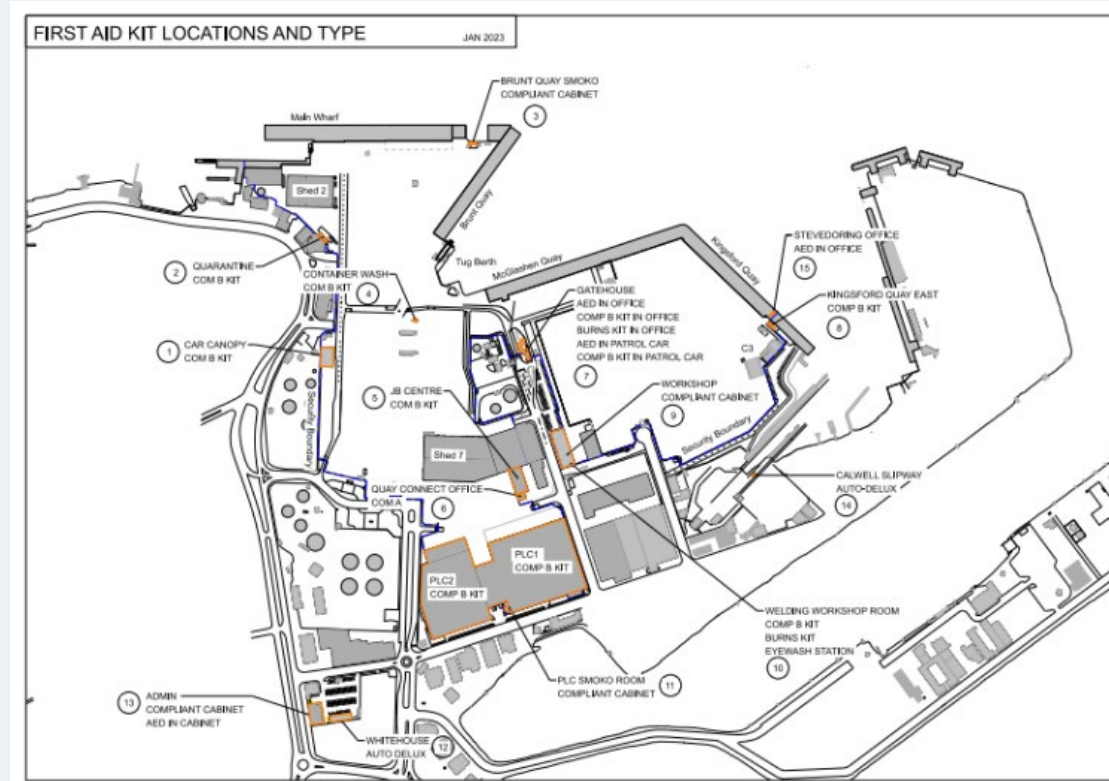 FIRST AID KIT LOCATIONS AND TYPE
JAN 2023
BRUNT QUAY SMOKO
COMPLIANT CABINET
3
Main Wharf
Shed 2
Brunt Quay
Tug Berth
McGlashen Quay
Kingsford Quay
STEVEDORING OFFICE
AED IN OFFICE
15
2
QUARANTINE
COM B KIT
CONTAINER WASH
COM B KIT
4
GATEHOUSE
AED IN OFFICE
COMP B KIT IN OFFICE
BURNS KIT IN OFFICE
AED IN PATROL CAR
COMP B KIT IN PATROL CAR
7
KINGSFORD QUAY EAST
COMP B KIT
8
C3
1
CAR CANOPY
COM B KIT
5
JB CENTRE
COM B KIT
WORKSHOP
COMPLIANT CABINET
9
Security Boundary
Security Boundary
Shed 7
QUAY CONNECT OFFICE
COM A
6
CALWELL SLIPWAY
AUTO-DELUX
14
PLC1
COMP B KIT
PLC2
COMP B KIT
WELDING WORKSHOP ROOM
COMP B KIT
BURNS KIT
EYEWASH STATION
10
PLC SMOKO ROOM
COMPLIANT CABINET
11
13
ADMIN
COMPLIANT CABINET
AED IN CABINET
WHITEHOUSE
AUTO DELUX
12